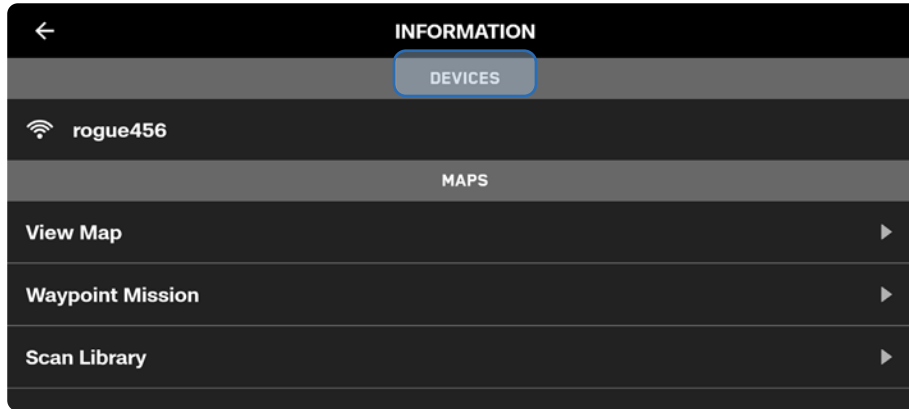 INFORMATION
DEVICES
rogue456
MAPS
View Map
Waypoint Mission
Scan Library